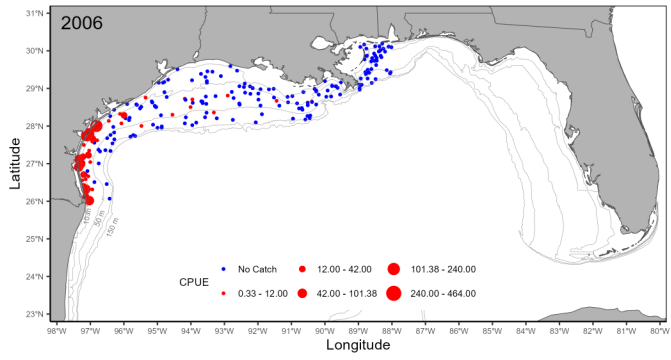 2006
31°N
30°N
29°N
28°N
27°N
26°N
25°N
24°N
23°N
Latitude
10 m
50 m
150 m
CPUE
No Catch
12.00 - 42.00
101.38 - 240.00
0.33 - 12.00
42.00 - 101.38
240.00 - 464.00
98°W 97°W 96°W 95°W 94°W 93°W 92°W 91°W 90°W 89°W 88°W 87°W 86°W 85°W 84°W 83°W 82°W 81°W 80°W
Longitude